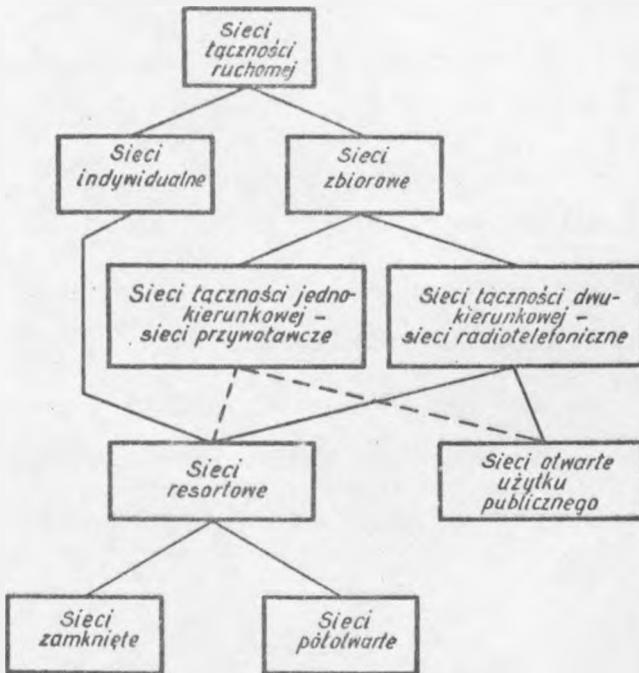 Sieci
łączności
ruchomej
Sieci
indywidualne
Sieci
zbiorowe
Sieci łączności jedno-
kierunkowej –
sieci przywoławcze
Sieci łączności dwu-
kierunkowej –
sieci radiotelefoniczne
Sieci
resortowe
Sieci otwarte
użytku
publicznego
Sieci
zamknięte
Sieci
półotwarte